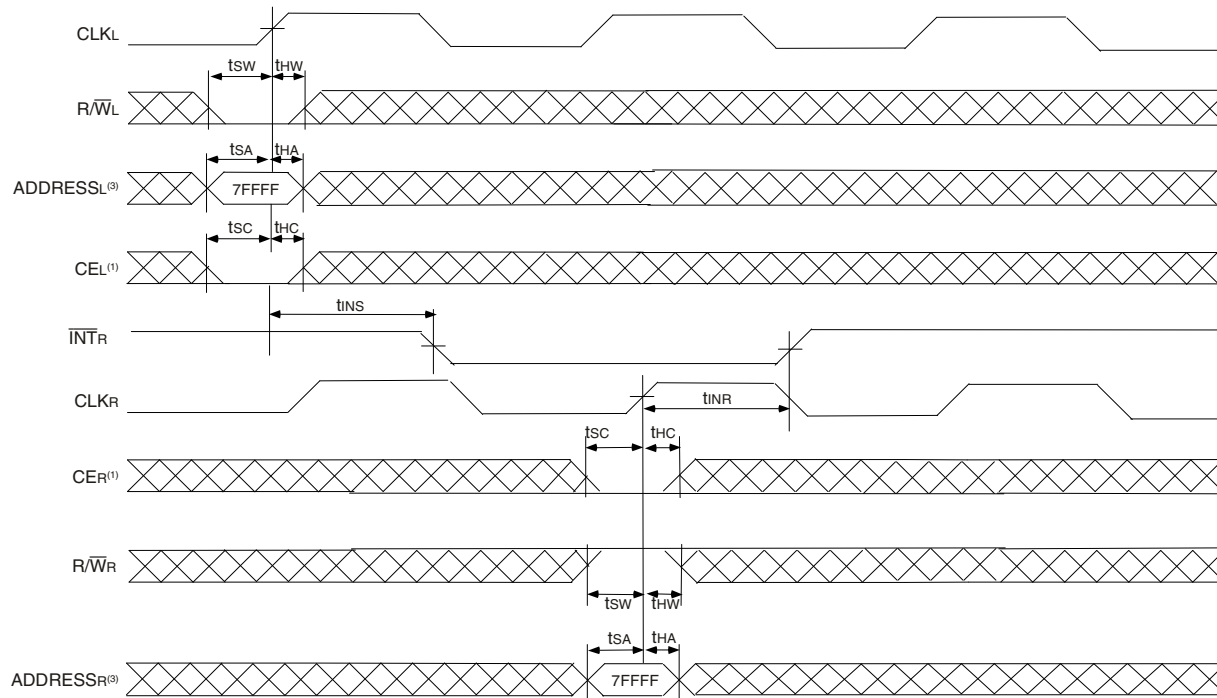 CLKL
tSW tHW
R/W̅L
tSA tHA
ADDRESSL(3) 7FFFF
tSC tHC
CEL(1)
tINS
I̅N̅T̅R
CLKR tINR
tSC tHC
CER(1)
R/W̅R
tSW tHW
tSA tHA
ADDRESSR(3) 7FFFF